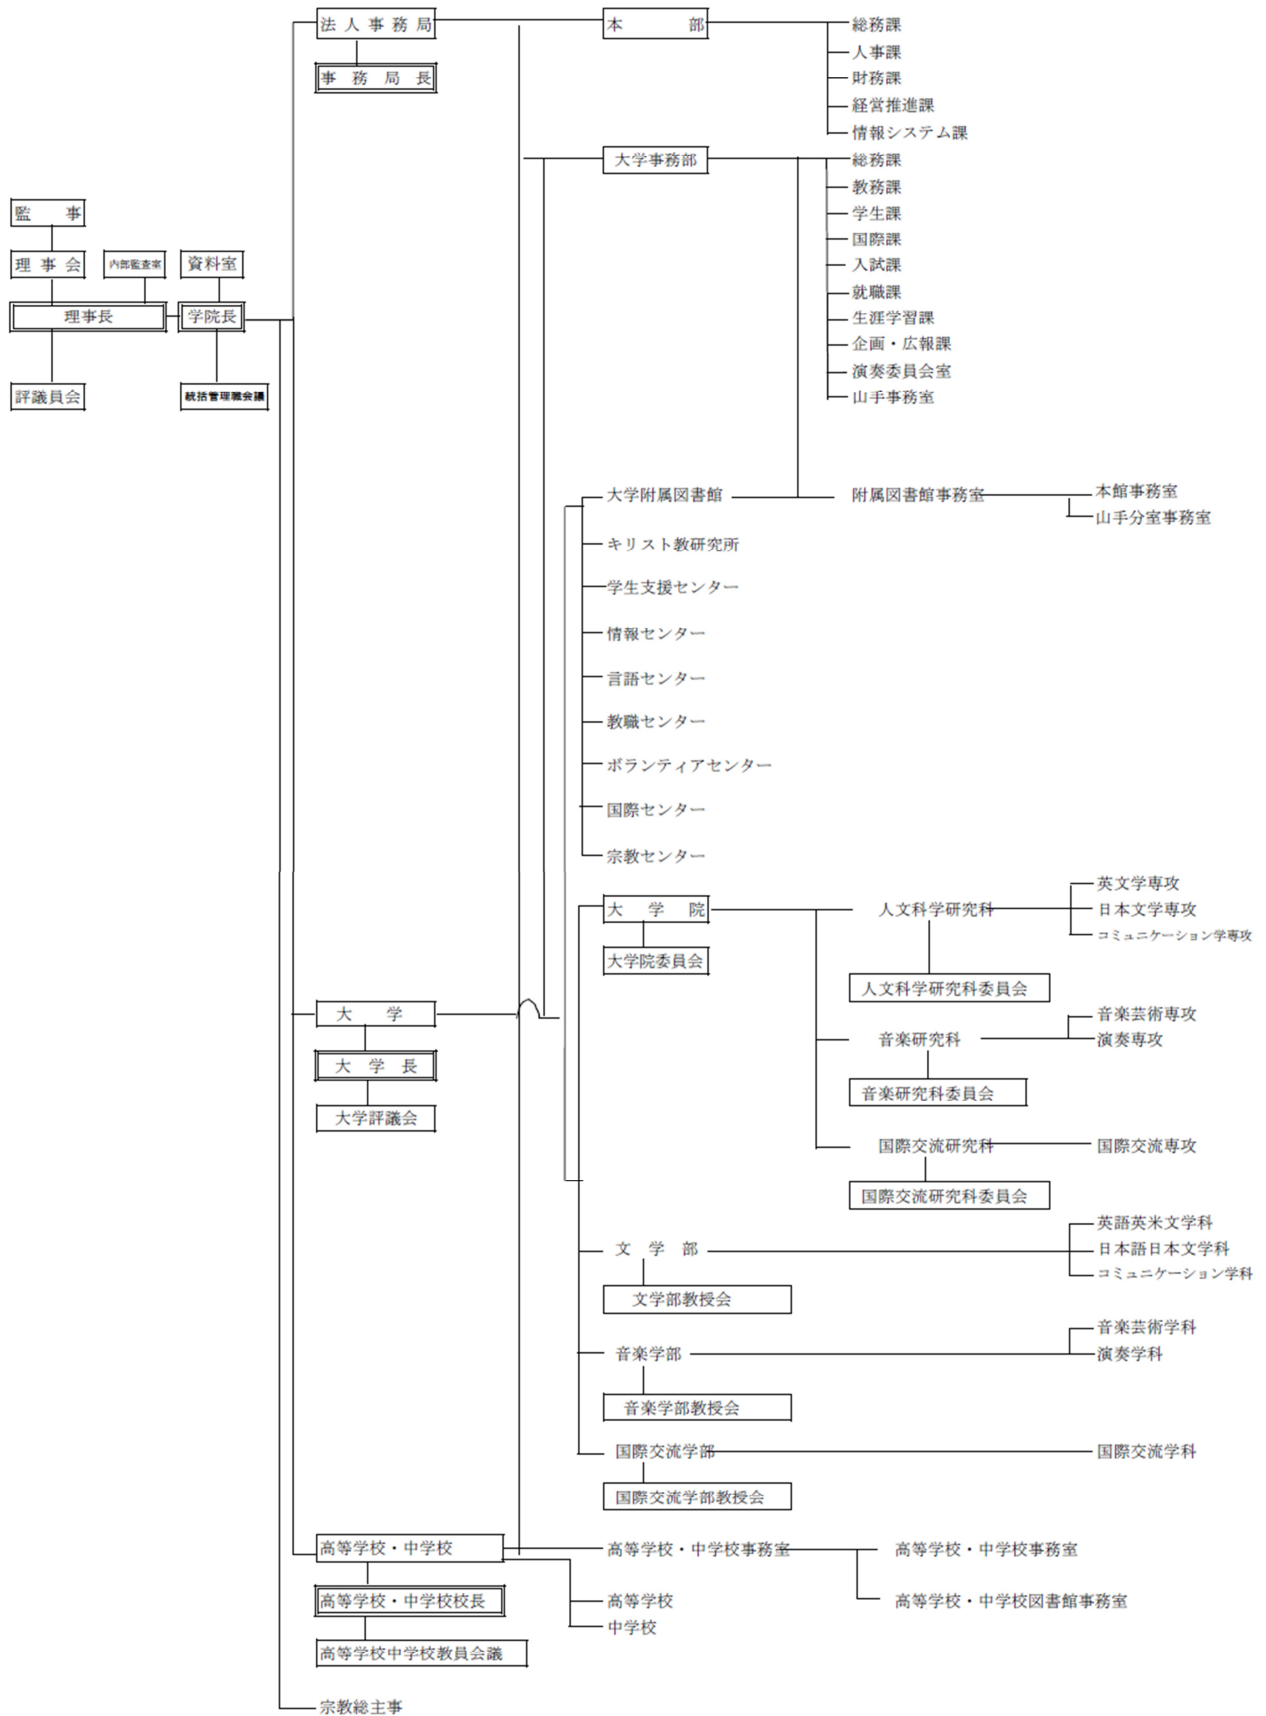 法人事務局
本部
総務課
人事課
事務局長
財務課
経営推進課
情報システム課
大学事務部
総務課
教務課
学生課
国際課
入試課
就職課
生涯学習課
企画・広報課
演奏委員会室
山手事務室
監事
理事会
内部監査室
資料室
理事長
学院長
評議員会
統括管理職会議
大学附属図書館
附属図書館事務室
本館事務室
山手分室事務室
キリスト教研究所
学生支援センター
情報センター
言語センター
教職センター
ボランティアセンター
国際センター
宗教センター
大学院
大学院委員会
人文科学研究科
英文学専攻
日本文学専攻
コミュニケーション学専攻
人文科学研究科委員会
音楽研究科
音楽芸術専攻
演奏専攻
音楽研究科委員会
国際交流研究科
国際交流専攻
国際交流研究科委員会
大学
大学長
大学評議会
文学部
英語英米文学科
日本語日本文学科
コミュニケーション学科
文学部教授会
音楽学部
音楽芸術学科
演奏学科
音楽学部教授会
国際交流学部
国際交流学科
国際交流学部教授会
高等学校・中学校
高等学校・中学校事務室
高等学校・中学校事務室
高等学校・中学校校長
高等学校
高等学校・中学校図書館事務室
中学校
高等学校中学校教員会議
宗教総主事